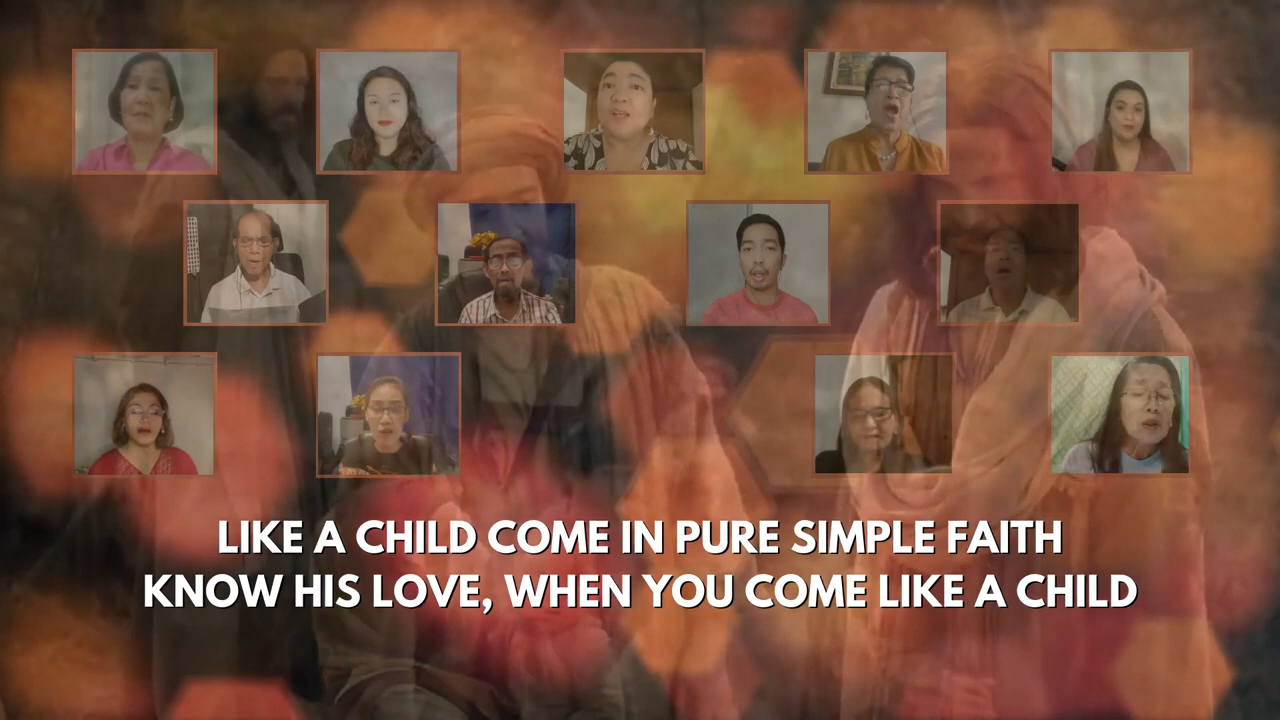 LIKE A CHILD COME IN PURE SIMPLE FAITH
KNOW HIS LOVE, WHEN YOU COME LIKE A CHILD